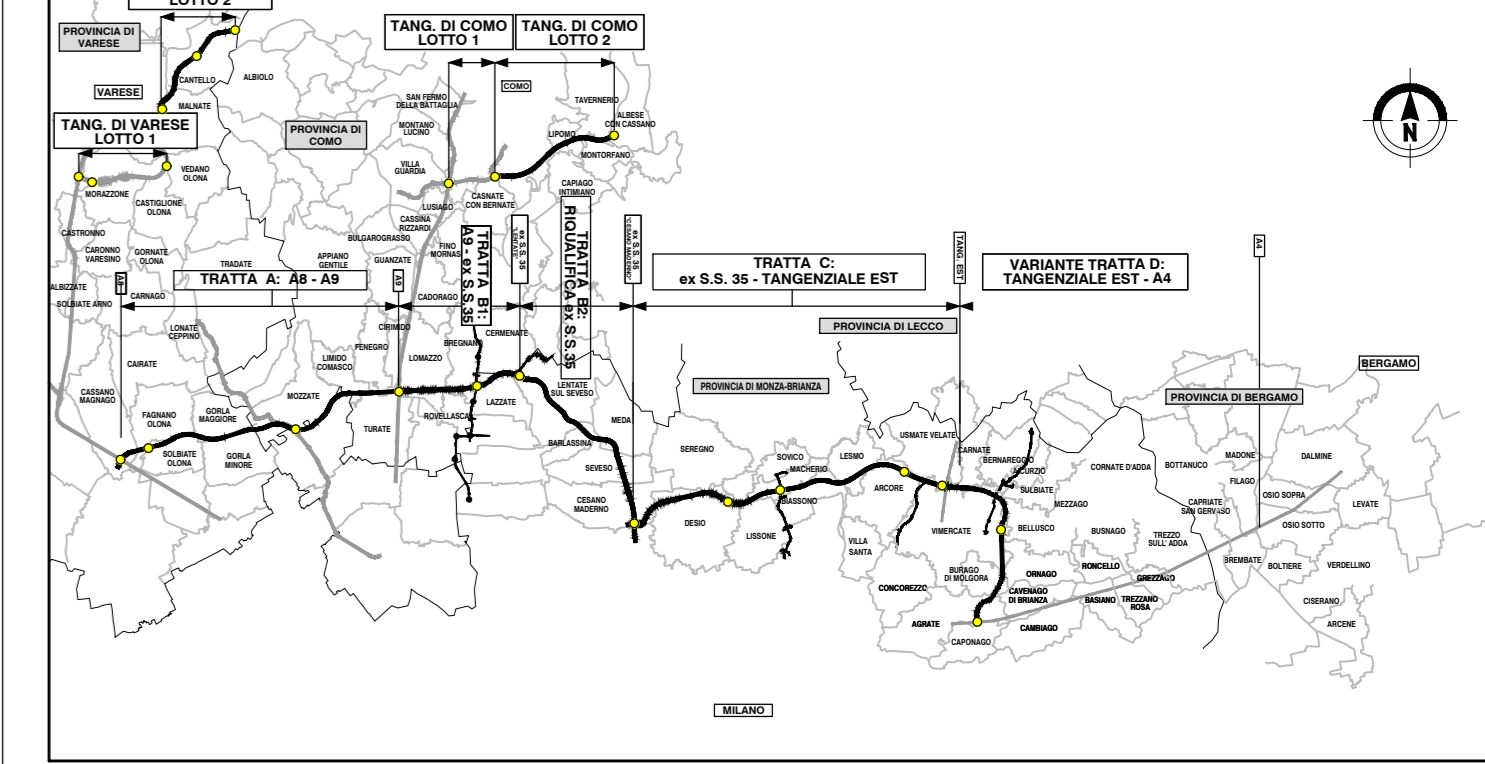 LOTTO 2
PROVINCIA DI
VARESE
CANTELLO
ALBIOLO
VARESE
MALNATE
TANG. DI VARESE
LOTTO 1
VEDANO
OLONA
MORAZZONE
CASTIGLIONE
OLONA
PROVINCIA DI
COMO
TANG. DI COMO
LOTTO 1
TANG. DI COMO
LOTTO 2
COMO
SAN FERMO
DELLA BATTAGLIA
MONTANO
LUCINO
TAVERNERIO
ALBESE
CON CASSANO
LIPOMO
MONTORFANO
VILLA
GUARDIA
CAPIAGO
INTIMIANO
LUSIAGO
CASNATE
CON BERNATE
CASSINA
RIZZARDI
BULGAROGRASSO
FINO
MORNAS
N
CASTRONNO
CARONNO
VARESINO
GORNATE
OLONA
TRADATE
APPIANO
GENTILE
GUANZATE
ALBIZZATE
SOLBIATE ARNO
CARNAGO
A8
TRATTA A: A8 - A9
A9
CADORAGO
TRATTA B1:
A9 - ex S.S.35
ex S.S. 35
"LENTATE"
TRATTA B2:
RIQUALIFICA ex S.S.35
ex S.S. 35
"CESANO MADERNO"
TRATTA C:
ex S.S. 35 - TANGENZIALE EST
TANG. EST
VARIANTE TRATTA D:
TANGENZIALE EST - A4
A4
LONATE
CEPPINO
CIRIMIDO
FENEGRO
LIMIDO
COMASCO
LOMAZZO
BREGNAN
CERMENATE
PROVINCIA DI LECCO
CAIRATE
CASSANO
MAGNAGO
FAGNANO
OLONA
GORLA
MAGGIORE
MOZZATE
SOLBIATE
OLONA
GORLA
MINORE
TURATE
ROVELLASCA
LAZZATE
LENTATE
SUL SEVESO
PROVINCIA DI MONZA-BRIANZA
BERGAMO
PROVINCIA DI BERGAMO
MEDA
BARLASSINA
SEVESO
CESANO
MADERNO
SEREGNO
DESIO
LISSONE
SOVICO
MACHERIO
BIASSONO
LESMO
ARCORE
VILLA
SANTA
USMATE VELATE
CARNATE
BERNAREGGIO
SULBIATE
MEZZAGO
CORNATE D'ADDA
BOTTANUCO
MADONE
FILAGO
DALMINE
OSIO SOPRA
LEVATE
CAPRIATE
SAN GERVASO
OSIO SOTTO
VIMERCATE
BELLUSCO
BUSNAGO
TREZZO
SULL' ADDA
BREMBATE
BOLTIERE
VERDELLINO
BURAGO
DI MOLGORA
ORNAGO
RONCELLO
GREZZAGO
CONCOREZZO
CAVENAGO
DI BRIANZA
BASIANO
TREZZANO
ROSA
CISERANO
ARCENE
AGRATE
CAPONAGO
CAMBIAGO
MILANO